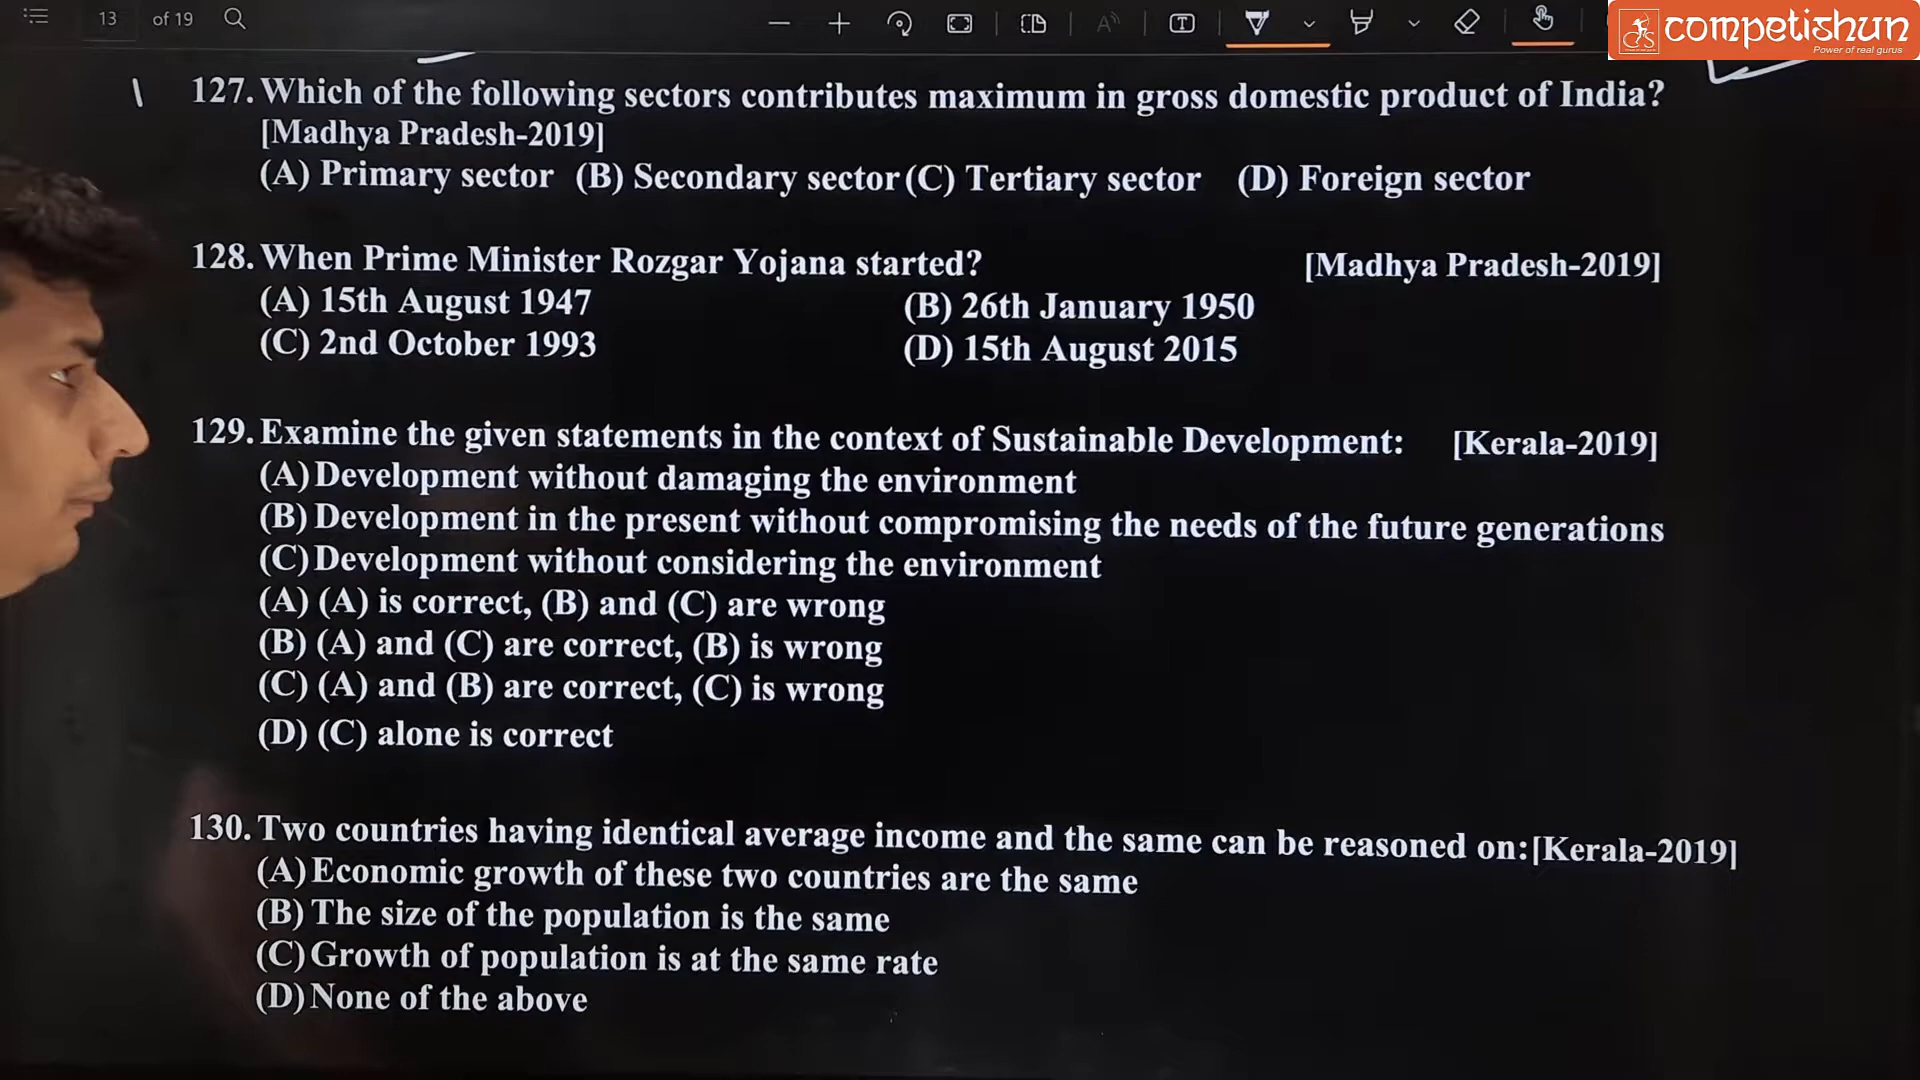 13 of 19
competishun
Power of real gurus
127. Which of the following sectors contributes maximum in gross domestic product of India?
[Madhya Pradesh-2019]
(A) Primary sector (B) Secondary sector (C) Tertiary sector (D) Foreign sector
128. When Prime Minister Rozgar Yojana started? [Madhya Pradesh-2019]
(A) 15th August 1947 (B) 26th January 1950
(C) 2nd October 1993 (D) 15th August 2015
129. Examine the given statements in the context of Sustainable Development: [Kerala-2019]
(A) Development without damaging the environment
(B) Development in the present without compromising the needs of the future generations
(C) Development without considering the environment
(A) (A) is correct, (B) and (C) are wrong
(B) (A) and (C) are correct, (B) is wrong
(C) (A) and (B) are correct, (C) is wrong
(D) (C) alone is correct
130. Two countries having identical average income and the same can be reasoned on:[Kerala-2019]
(A) Economic growth of these two countries are the same
(B) The size of the population is the same
(C) Growth of population is at the same rate
(D) None of the above